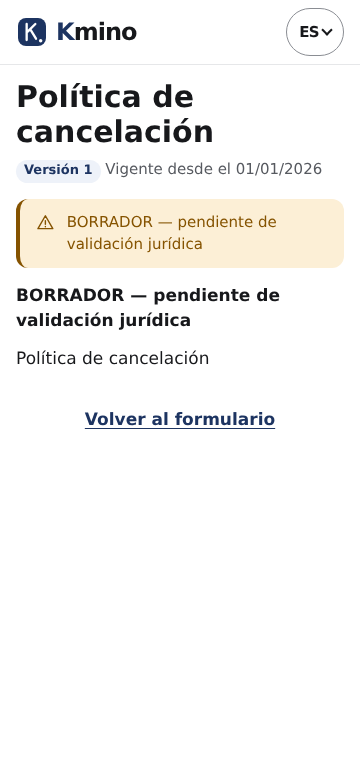 K. Kmino
ES
Política de
cancelación
Versión 1 Vigente desde el 01/01/2026
BORRADOR — pendiente de
validación jurídica
BORRADOR — pendiente de
validación jurídica
Política de cancelación
Volver al formulario